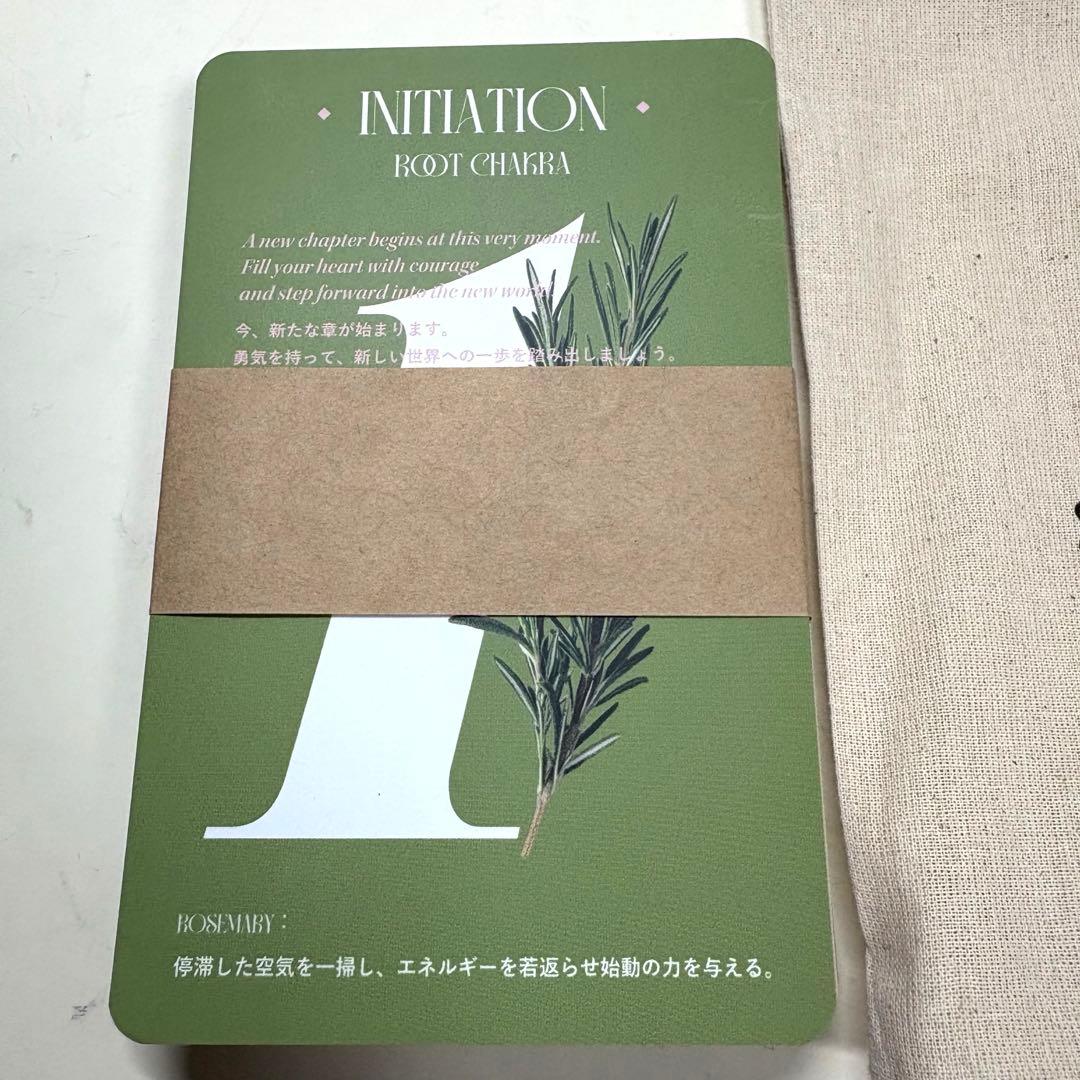 INITIATION
ROOT CHAKRA
A new chapter begins at this very moment.
Fill your heart with courage
and step forward into the new world.
今、新たな章が始まります。
勇気を持って、新しい世界への一歩を踏み出しましょう。
1
ROSEMARY :
停滞した空気を一掃し、エネルギーを若返らせ始動の力を与える。